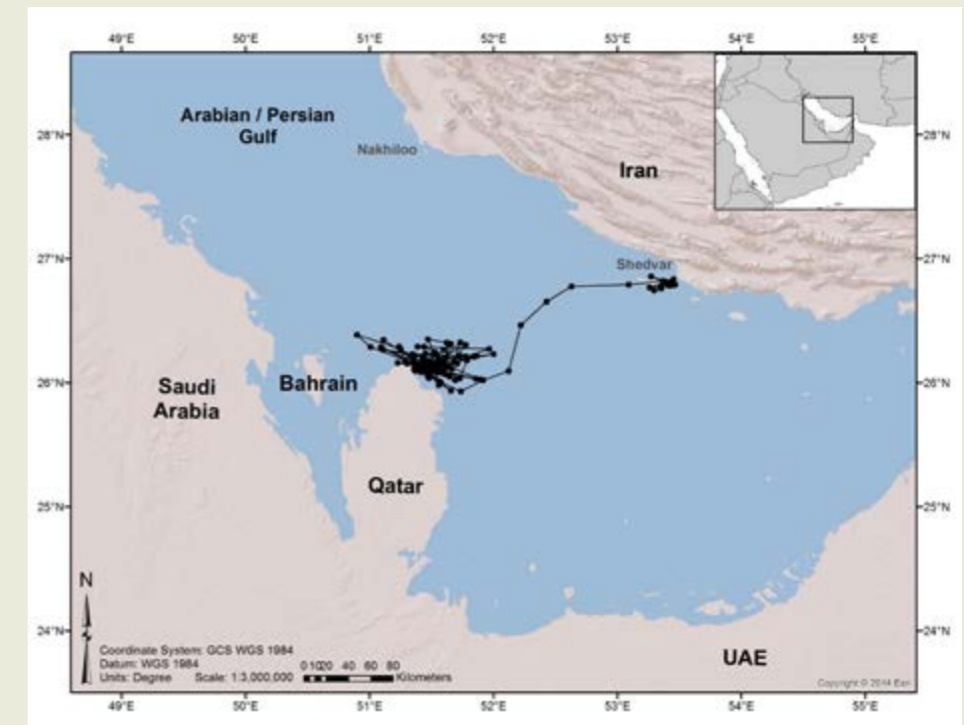 49°E 50°E 51°E 52°E 53°E 54°E 55°E
Arabian / Persian
Gulf
28°N 28°N
Nakhiloo
Iran
27°N 27°N
Shedvar
26°N 26°N
Saudi
Arabia
Bahrain
Qatar
25°N 25°N
N
24°N 24°N
Coordinate System: GCS WGS 1984
Datum: WGS 1984
Units: Degree Scale: 1:3,000,000
0 10 20 40 60 80
Kilometers
UAE
Copyright © 2014 Esri
49°E 50°E 51°E 52°E 53°E 54°E 55°E